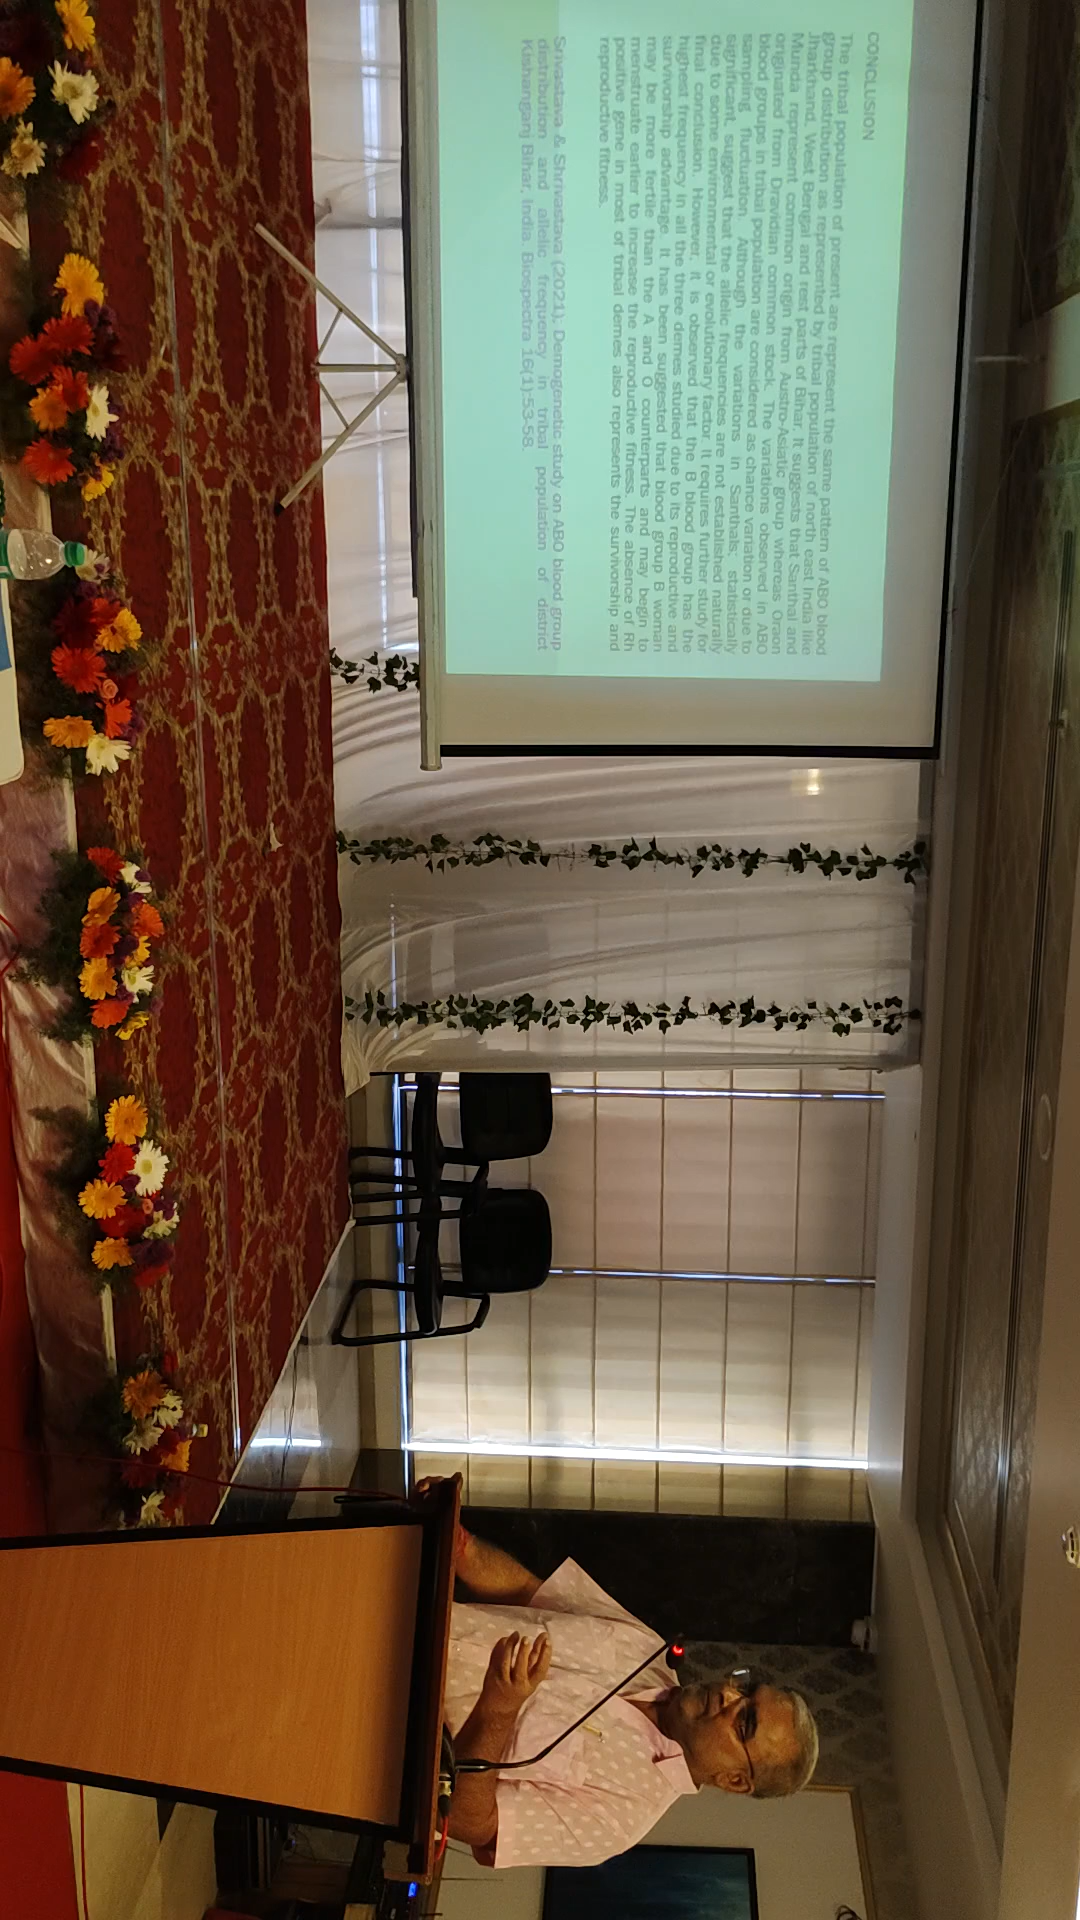 CONCLUSION
The tribal population of present are represent the same pattern of ABO blood
group distribution as represented by tribal population of north east India like
Jharkhand, West Bengal and rest parts of Bihar. It suggests that Santhal and
Munda represent common origin from Austro-Asiatic group whereas Oraon
originated from Dravidian common stock. The variations observed in ABO
blood groups in tribal population are considered as chance variation or due to
sampling fluctuation. Although the variations in Santhals; statistically
significant, suggest that the allelic frequencies are not established naturally
due to some environmental or evolutionary factor. It requires further study for
final conclusion. However, it is observed that the B blood group has the
highest frequency in all the three demes studied due to its reproductive and
survivorship advantage. It has been suggested that blood group B woman
may be more fertile than the A and O counterparts and may begin to
menstruate earlier to increase the reproductive fitness. The absence of Rh
positive gene in most of tribal demes also represents the survivorship and
reproductive fitness.
Srivastava & Shrivastava (2021). Demogenetic study on ABO blood group
distribution and allelic frequency in tribal population of district
Kishanganj Bihar, India. Biospectra 16(1):53-58.